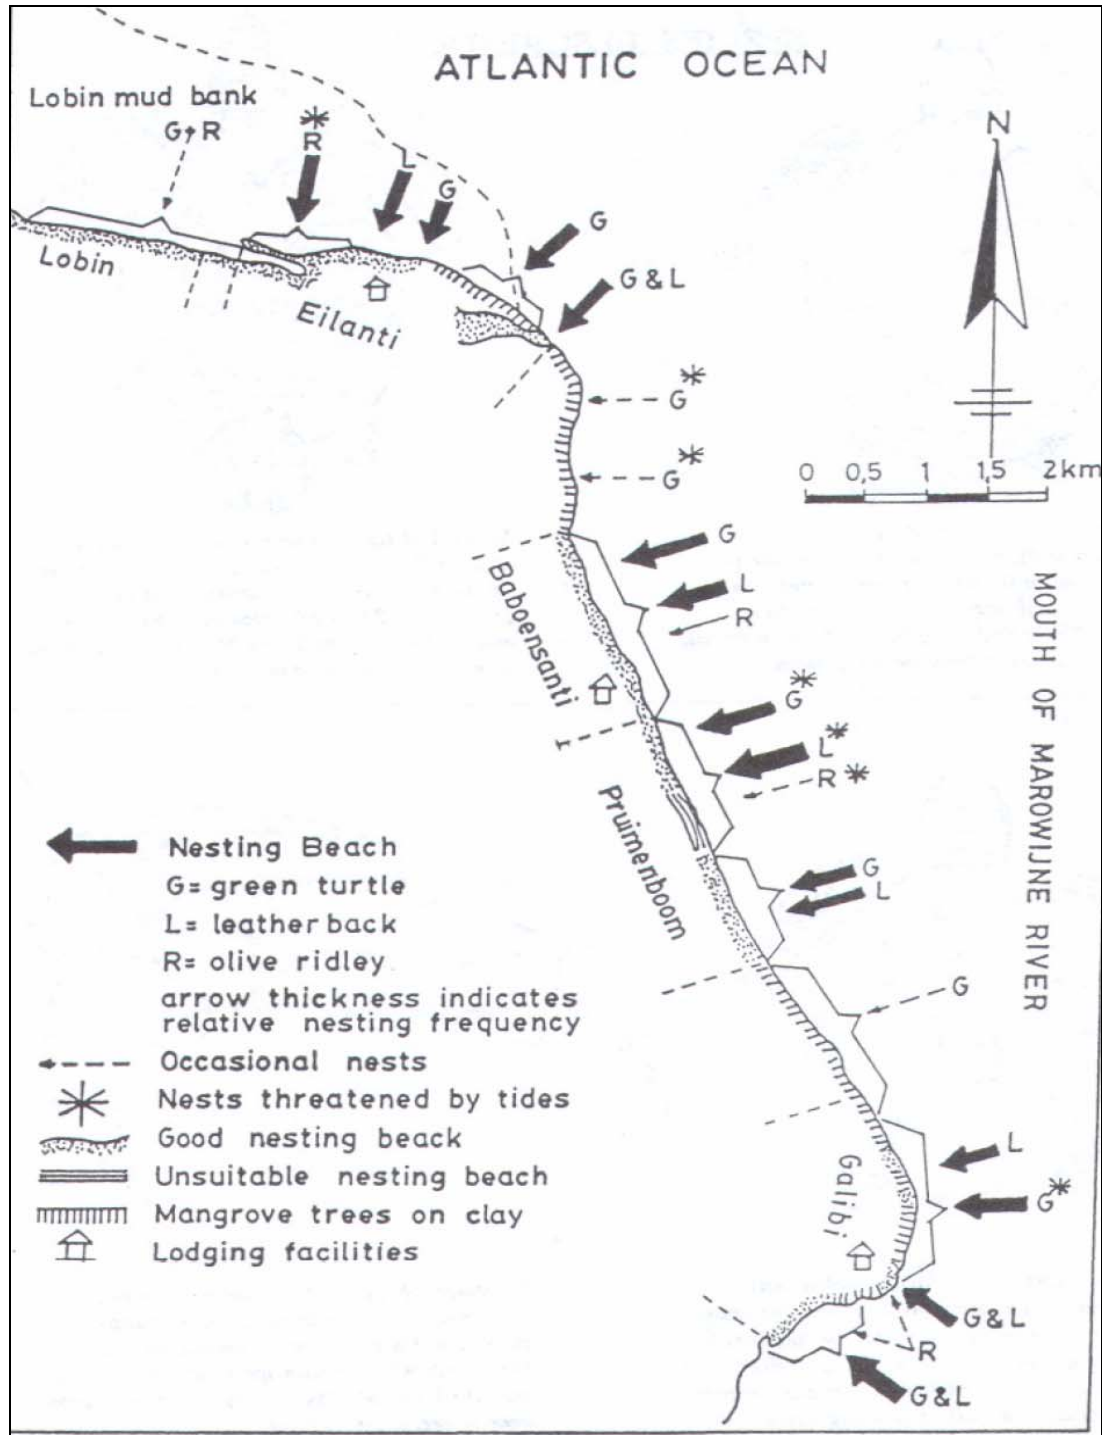 ATLANTIC OCEAN
Lobin mud bank
G+R
R
L
G
G
G & L
N
Lobin
Eilanti
G
G
0 0,5 1 1,5 2km
G
L
R
Baboensanti
G
L
R
Pruimenboom
G
L
MOUTH OF MAROWIJNE RIVER
G
L
G
Galibi
G & L
R
G & L
Nesting Beach
G= green turtle
L= leather back
R= olive ridley
arrow thickness indicates
relative nesting frequency
Occasional nests
Nests threatened by tides
Good nesting beack
Unsuitable nesting beach
Mangrove trees on clay
Lodging facilities